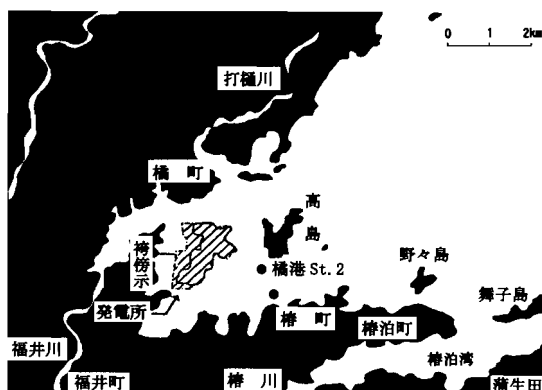 0 1 2km
打樋川
橘 町
高島
袴傍示
橘港 St.2
野々島
舞子島
発電所
椿 町
椿泊町
福井川
椿泊湾
福井町
椿 川
蒲生田